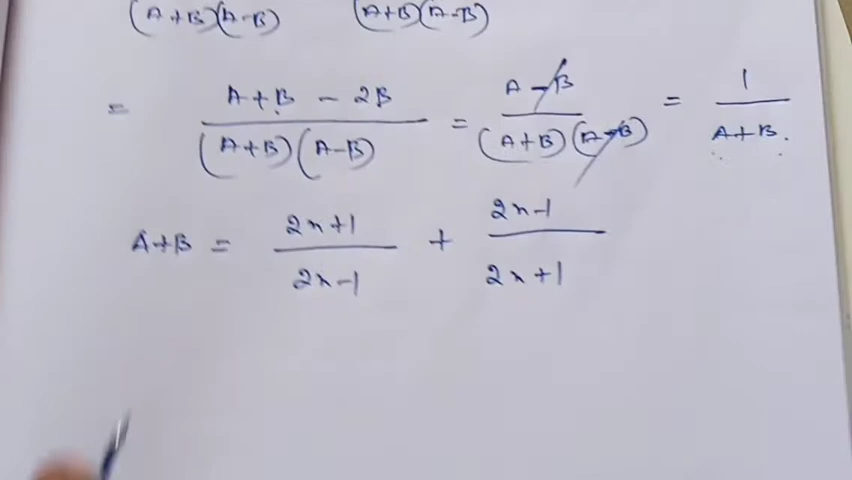 (A+B)(A-B) (A+B)(A-B)
= A+B - 2B / (A+B)(A-B) = A-B / (A+B)(A-B) = 1 / A+B.
A+B = 2x+1 / 2x-1 + 2x-1 / 2x+1